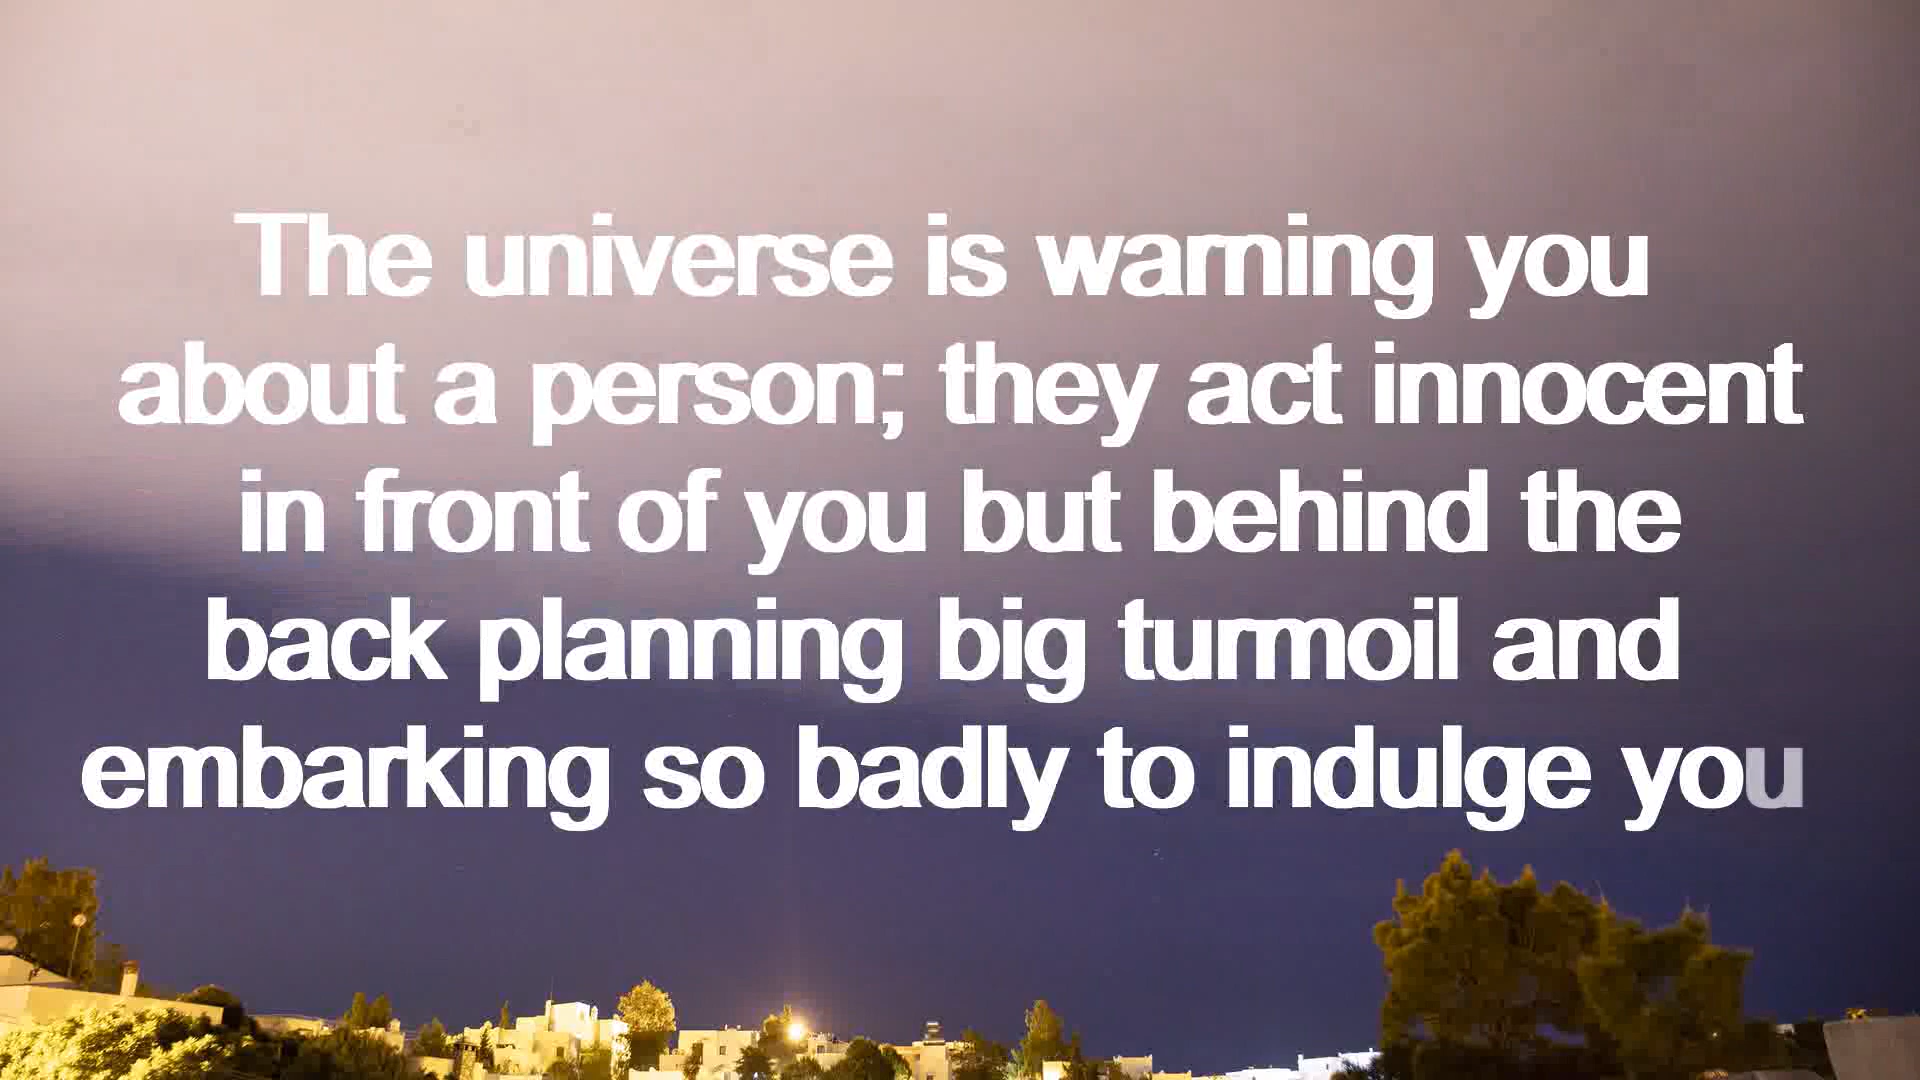 The universe is warning you
about a person; they act innocent
in front of you but behind the
back planning big turmoil and
embarking so badly to indulge you